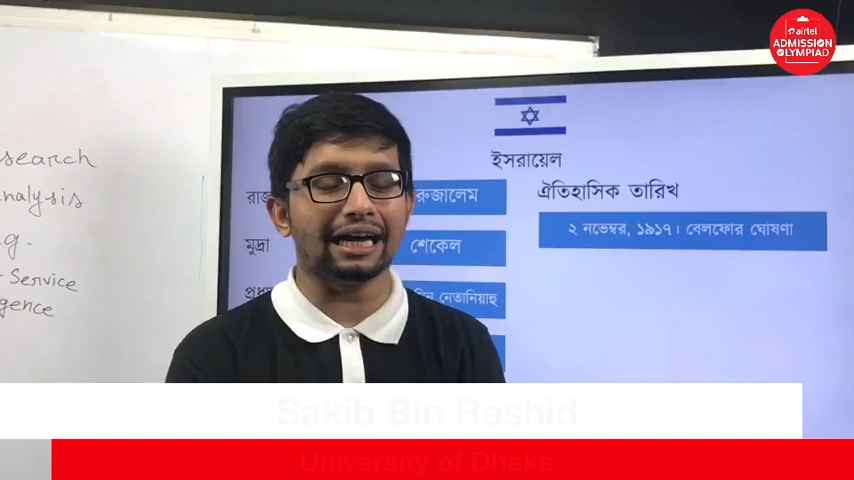 airtel
ADMISSION
OLYMPIAD
search
nalysis
g.
Service
gence
ইসরায়েল
রুজালেম
মুদ্রা
শেকেল
নেতানিয়াহু
ঐতিহাসিক তারিখ
২ নভেম্বর, ১৯১৭। বেলফোর ঘোষণা
Sakib Bin Rashid
University of Dhaka